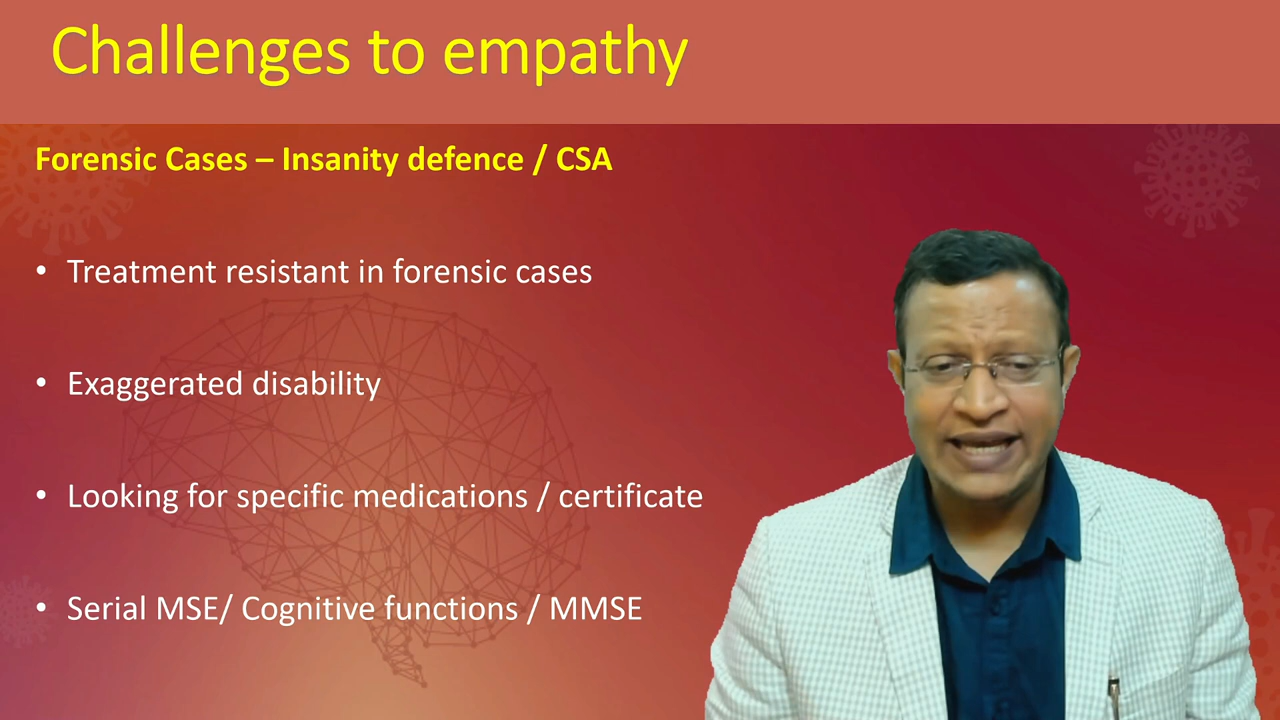 Challenges to empathy
Forensic Cases – Insanity defence / CSA
• Treatment resistant in forensic cases
• Exaggerated disability
• Looking for specific medications / certificate
• Serial MSE/ Cognitive functions / MMSE